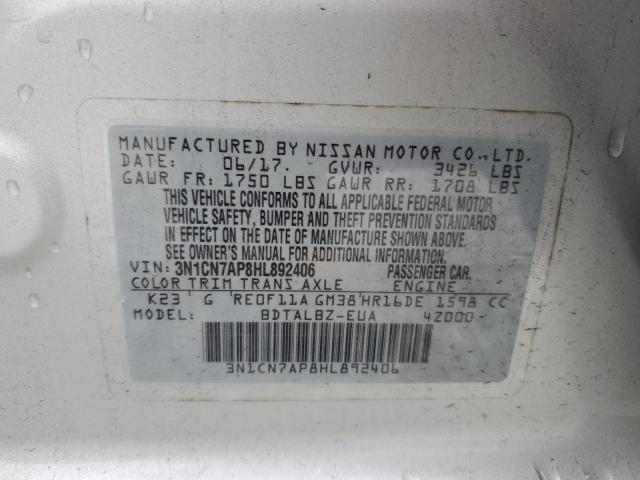 MANUFACTURED BY NISSAN MOTOR CO., LTD.
DATE: 06/17. GVWR: 3426 LBS
GAWR FR: 1750 LBS GAWR RR: 1708 LBS
THIS VEHICLE CONFORMS TO ALL APPLICABLE FEDERAL MOTOR
VEHICLE SAFETY, BUMPER AND THEFT PREVENTION STANDARDS
IN EFFECT ON THE DATE OF MANUFACTURE SHOWN ABOVE.
SEE OWNER'S MANUAL FOR ADDITIONAL INFORMATION
VIN: 3N1CN7AP8HL892406 PASSENGER CAR.
COLOR TRIM TRANS AXLE ENGINE
K23 G RE0F11A GM38 HR16DE 1598 CC
MODEL: BDTALBZ-EUA 42000
3N1CN7AP8HL892406